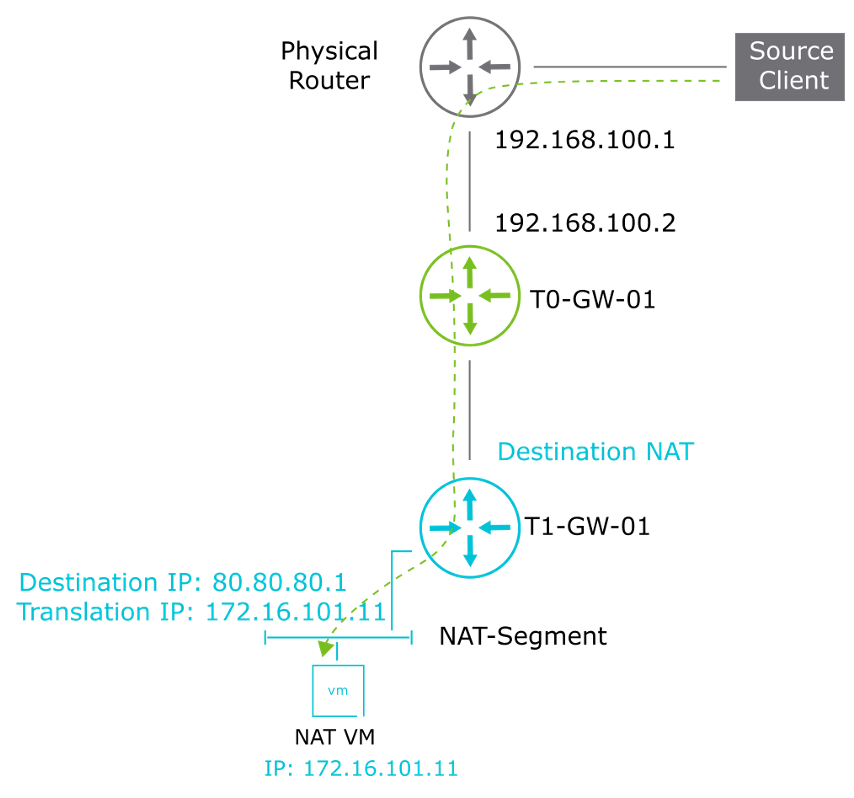 Physical
Router
Source
Client
192.168.100.1
192.168.100.2
T0-GW-01
Destination NAT
T1-GW-01
Destination IP: 80.80.80.1
Translation IP: 172.16.101.11
NAT-Segment
vm
NAT VM
IP: 172.16.101.11